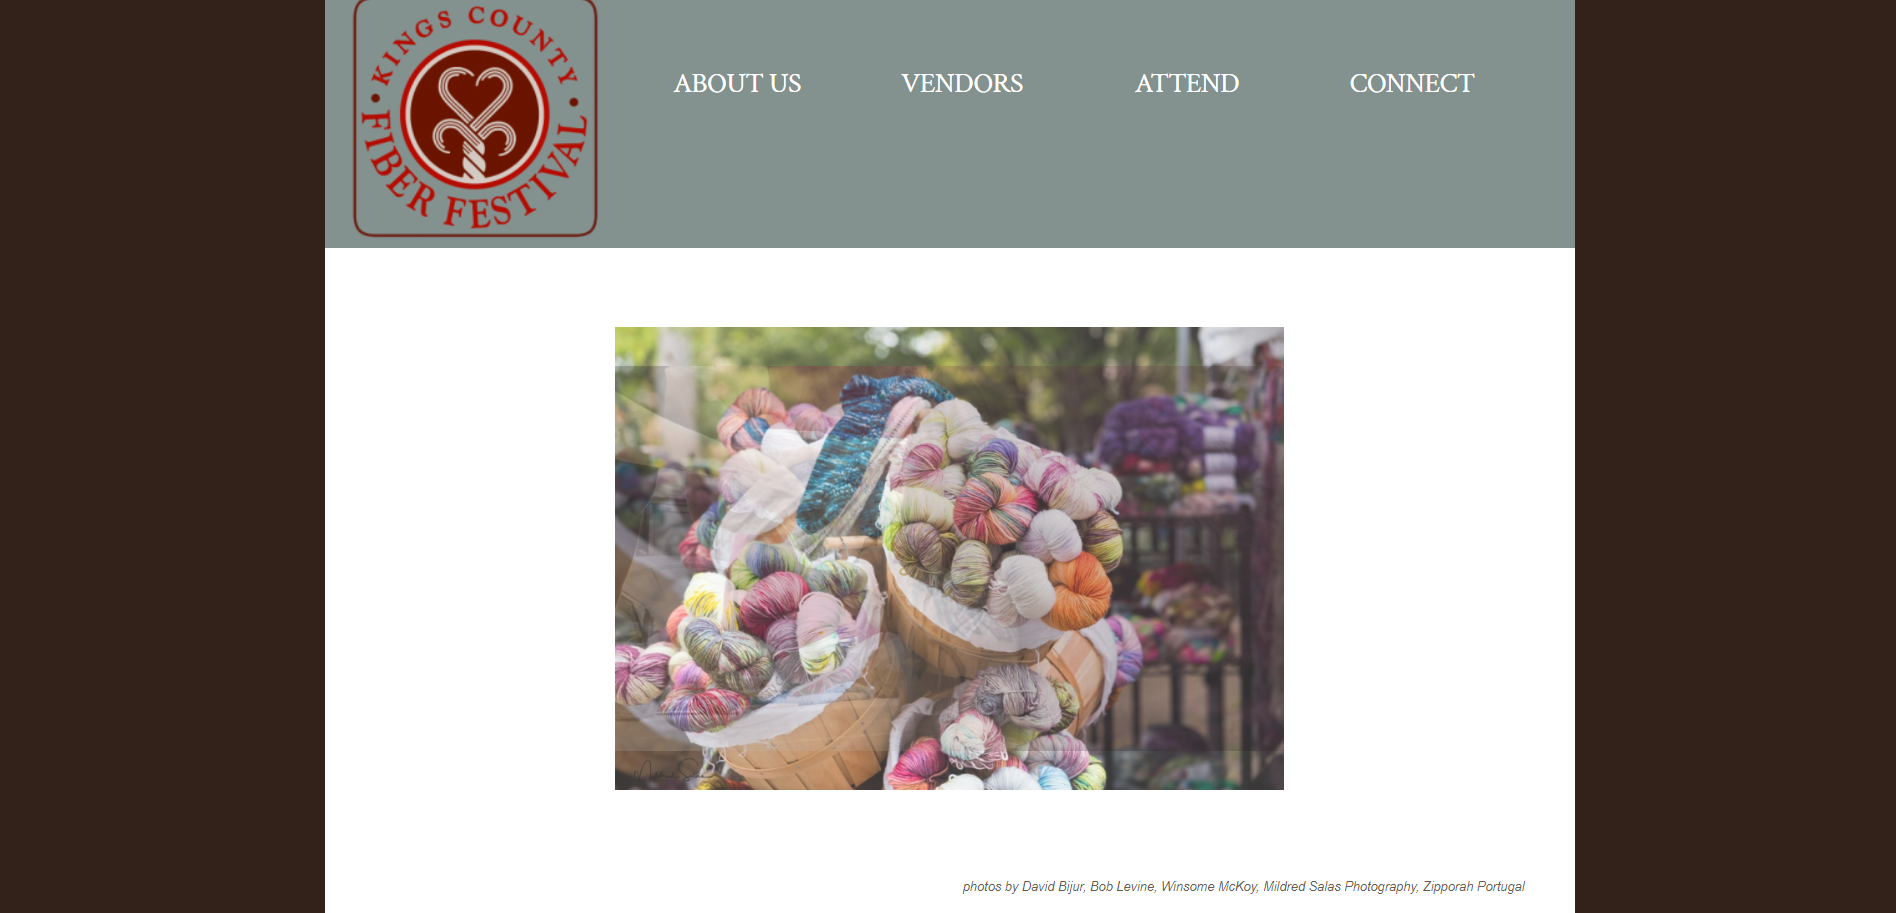 KINGS COUNTY
FIBER FESTIVAL
ABOUT US
VENDORS
ATTEND
CONNECT
photos by David Bijur, Bob Levine, Winsome McKoy, Mildred Salas Photography, Zipporah Portugal